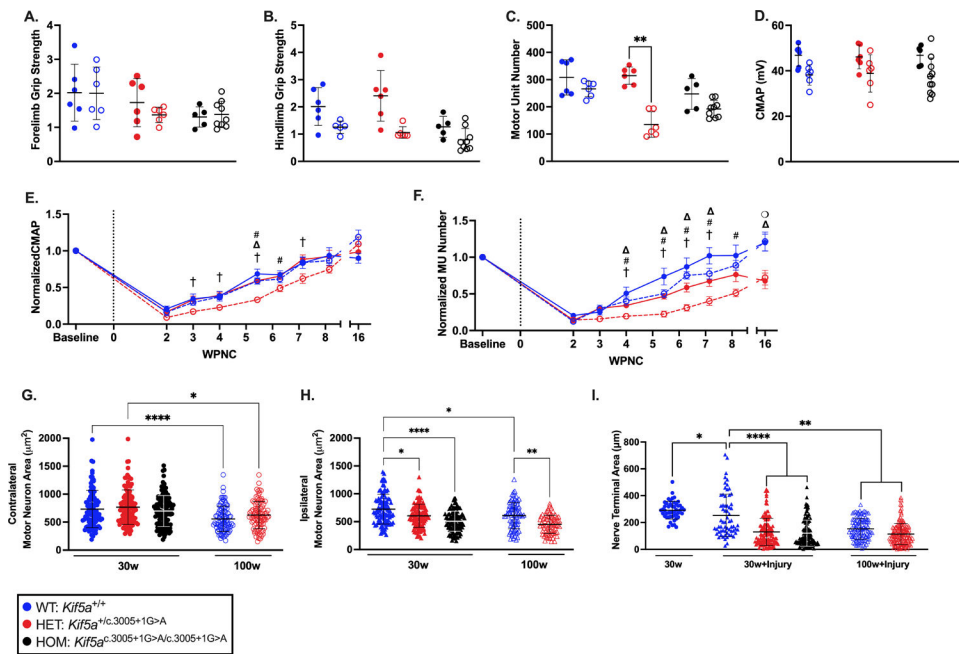 A.
Forelimb Grip Strength
4
3
2
1
0
B.
Hindlimb Grip Strength
5
4
3
2
1
0
C.
Motor Unit Number
500
400
300
200
100
0
**
D.
CMAP (mV)
60
40
20
0
E.
NormalizedCMAP
1.5
1.0
0.5
0.0
† † # Δ † # †
Baseline 0 2 3 4 5 6 7 8 16
WPNC
F.
Normalized MU Number
1.5
1.0
0.5
0.0
Δ # † Δ # † Δ # † Δ # † # ❍ Δ
Baseline 0 2 3 4 5 6 7 8 16
WPNC
G.
Contralateral
Motor Neuron Area (μm²)
2000
1500
1000
500
0
*
****
30w 100w
H.
Ipsilateral
Motor Neuron Area (μm²)
2000
1500
1000
500
0
*
**** **
*
30w 100w
I.
Nerve Terminal Area (μm)
800
600
400
200
0
**
* ****
30w 30w+Injury 100w+Injury
WT: Kif5a+/+
HET: Kif5a+/c.3005+1G>A
HOM: Kif5ac.3005+1G>A/c.3005+1G>A